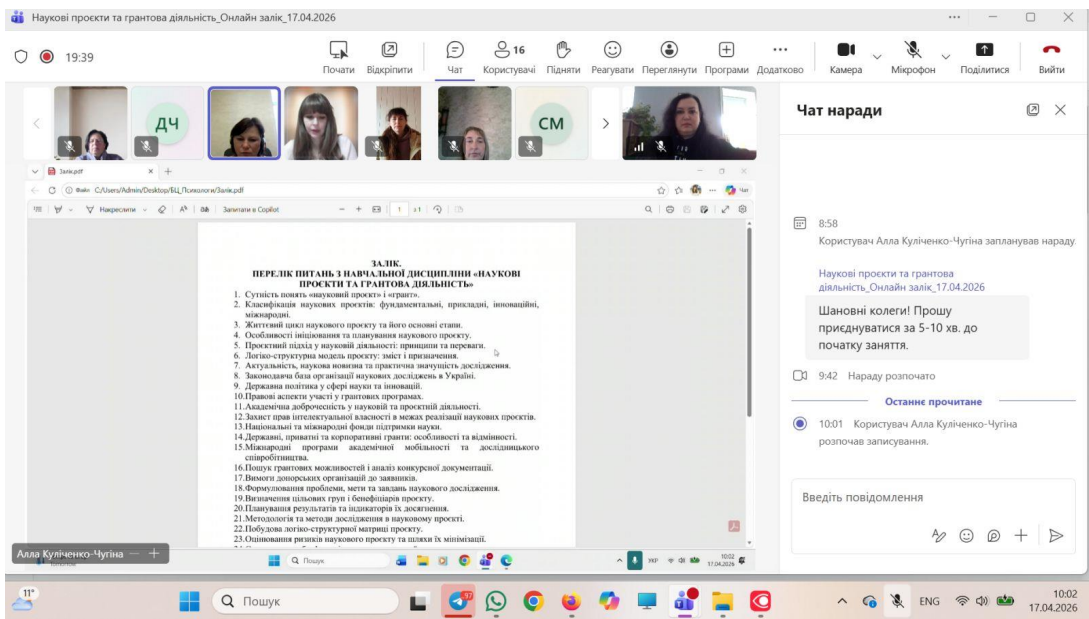 Наукові проєкти та грантова діяльність_Онлайн залік_17.04.2026
19:39
Почати
Відкріпити
Чат
16
Користувачі
Підняти
Реагувати
Переглянути
Програми
Додатково
Камера
Мікрофон
Поділитися
Вийти
ДЧ
СМ
Залік.pdf
Файл C:/Users/Admin/Desktop/БЦ_Психологи/Залік.pdf
Чат
Накреслити
Запитати в Copilot
1
з 1
ЗАЛІК.
ПЕРЕЛІК ПИТАНЬ З НАВЧАЛЬНОЇ ДИСЦИПЛІНИ «НАУКОВІ
ПРОЄКТИ ТА ГРАНТОВА ДІЯЛЬНІСТЬ»
1. Сутність понять «науковий проєкт» і «грант».
2. Класифікація наукових проєктів: фундаментальні, прикладні, інноваційні,
міжнародні.
3. Життєвий цикл наукового проєкту та його основні етапи.
4. Особливості ініціювання та планування наукового проєкту.
5. Проєктний підхід у науковій діяльності: принципи та переваги.
6. Логіко-структурна модель проєкту: зміст і призначення.
7. Актуальність, наукова новизна та практична значущість дослідження.
8. Законодавча база організації наукових досліджень в Україні.
9. Державна політика у сфері науки та інновацій.
10.Правові аспекти участі у грантових програмах.
11.Академічна доброчесність у науковій та проєктній діяльності.
12.Захист прав інтелектуальної власності в межах реалізації наукових проєктів.
13.Національні та міжнародні фонди підтримки науки.
14.Державні, приватні та корпоративні гранти: особливості та відмінності.
15.Міжнародні програми академічної мобільності та дослідницького
співробітництва.
16.Пошук грантових можливостей і аналіз конкурсної документації.
17.Вимоги донорських організацій до заявників.
18.Формулювання проблеми, мети та завдань наукового дослідження.
19.Визначення цільових груп і бенефіціарів проєкту.
20.Планування результатів та індикаторів їх досягнення.
21.Методологія та методи дослідження в науковому проєкті.
22.Побудова логіко-структурної матриці проєкту.
23.Оцінювання ризиків наукового проєкту та шляхи їх мінімізації.
Алла Куліченко-Чугіна
Пошук
УКР
10:02
17.04.2026
Чат наради
8:58
Користувач Алла Куліченко-Чугіна запланував нараду
Наукові проєкти та грантова
діяльність_Онлайн залік_17.04.2026
Шановні колеги! Прошу
приєднуватися за 5-10 хв. до
початку заняття.
9:42 Нараду розпочато
Останнє прочитане
10:01 Користувач Алла Куліченко-Чугіна
розпочав записування.
Введіть повідомлення
11°
Пошук
97
ENG
10:02
17.04.2026